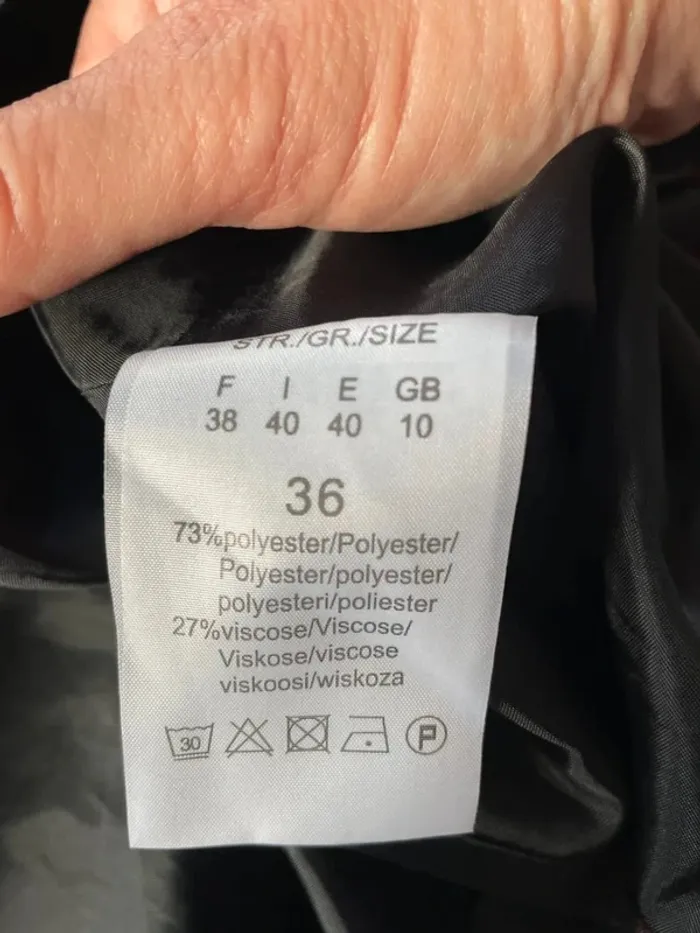 STR./GR./SIZE
F I E GB
38 40 40 10
36
73%polyester/Polyester/
Polyester/polyester/
polyesteri/poliester
27%viscose/Viscose/
Viskose/viscose
viskoosi/wiskoza
30 P